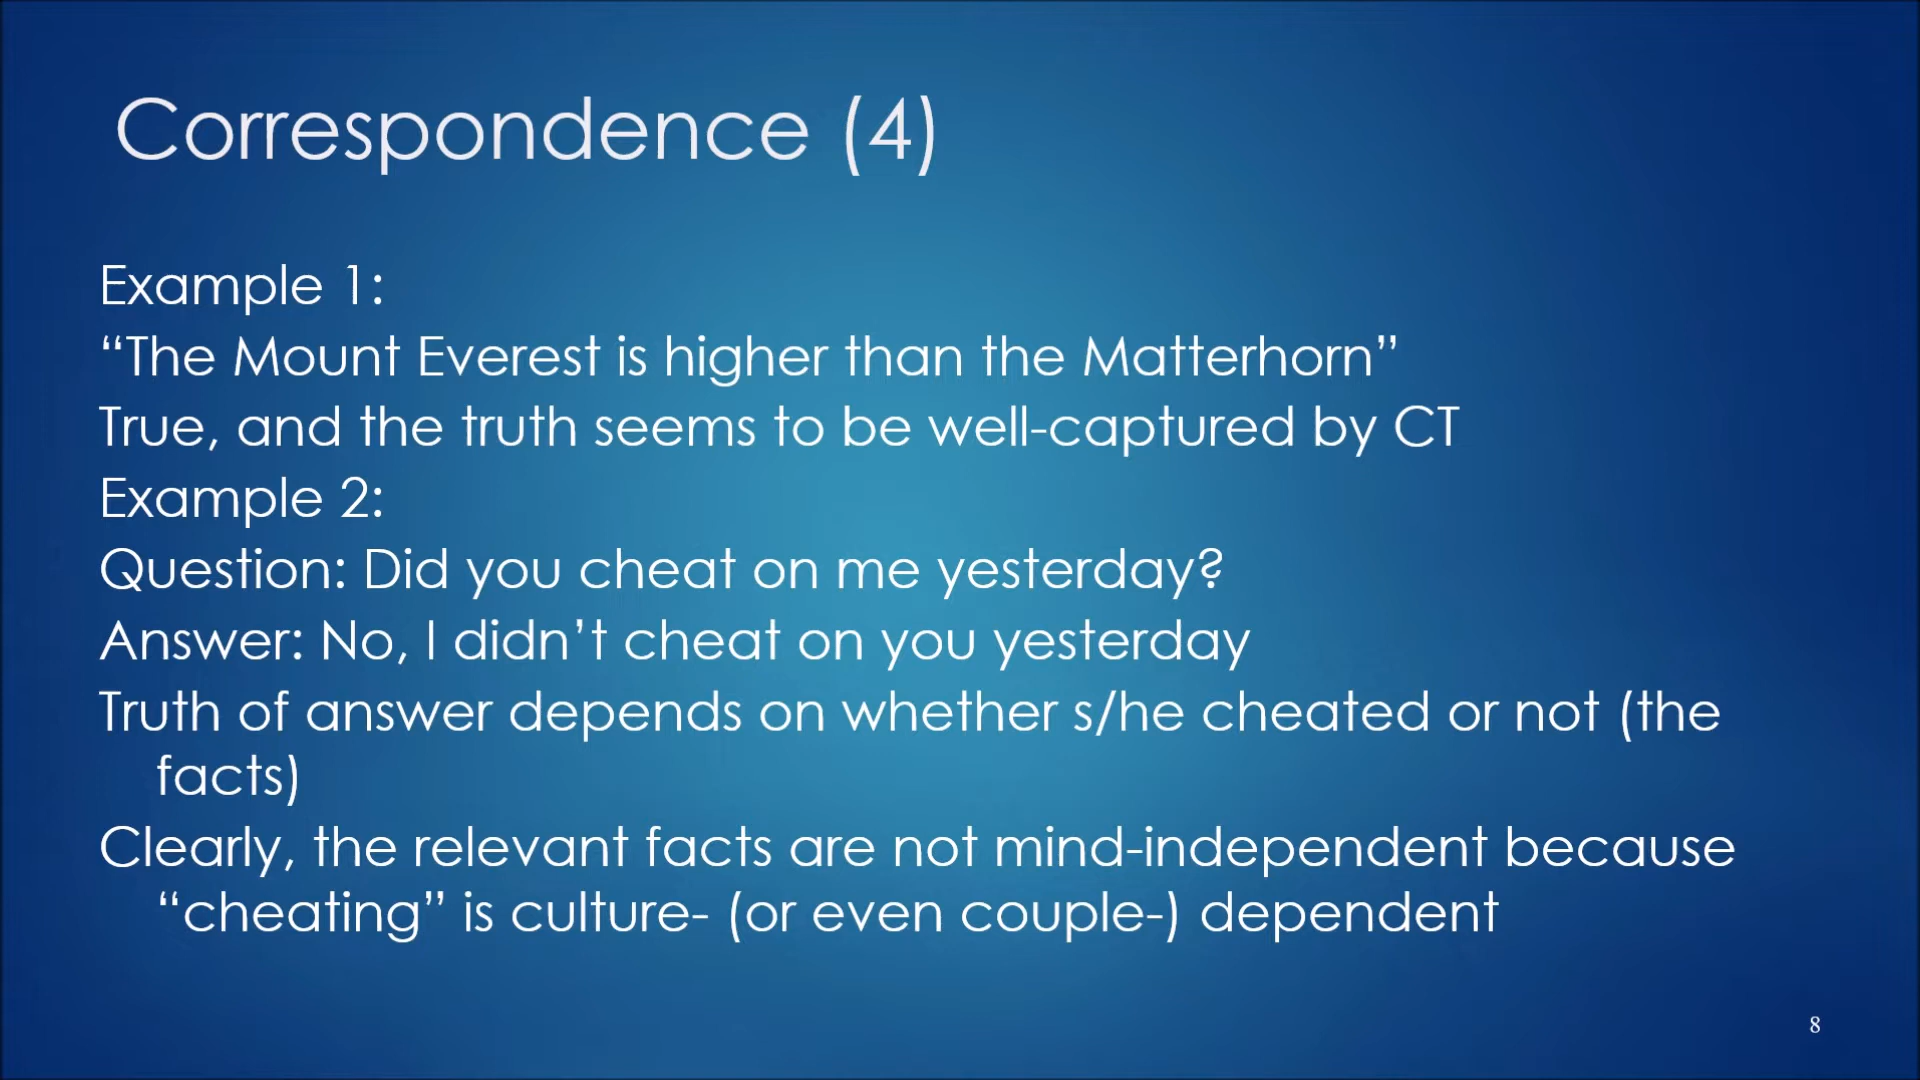 Correspondence (4)
Example 1:
“The Mount Everest is higher than the Matterhorn”
True, and the truth seems to be well-captured by CT
Example 2:
Question: Did you cheat on me yesterday?
Answer: No, I didn’t cheat on you yesterday
Truth of answer depends on whether s/he cheated or not (the
facts)
Clearly, the relevant facts are not mind-independent because
“cheating” is culture- (or even couple-) dependent
8